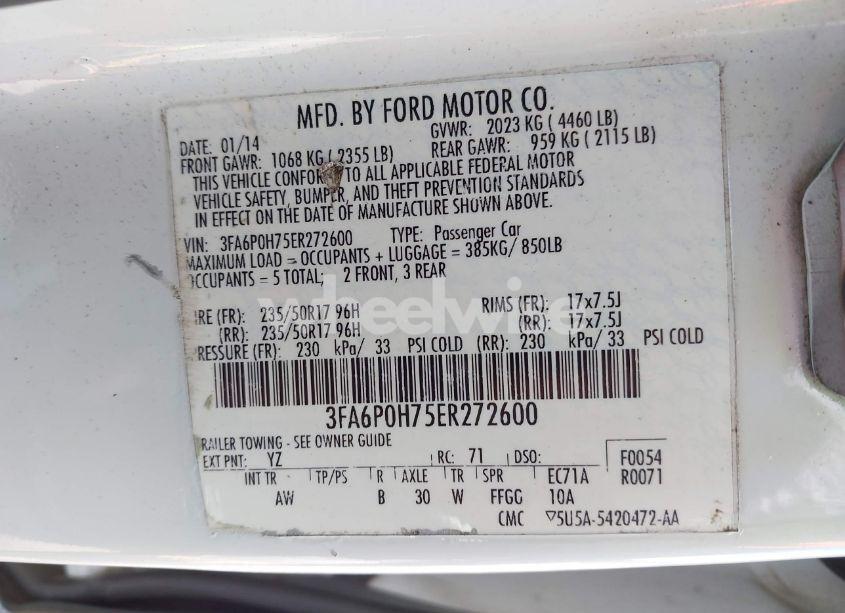 MFD. BY FORD MOTOR CO.
DATE: 01/14 GVWR: 2023 KG ( 4460 LB)
FRONT GAWR: 1068 KG ( 2355 LB) REAR GAWR: 959 KG ( 2115 LB)
THIS VEHICLE CONFORMS TO ALL APPLICABLE FEDERAL MOTOR
VEHICLE SAFETY, BUMPER, AND THEFT PREVENTION STANDARDS
IN EFFECT ON THE DATE OF MANUFACTURE SHOWN ABOVE.
VIN: 3FA6P0H75ER272600 TYPE: Passenger Car
MAXIMUM LOAD = OCCUPANTS + LUGGAGE = 385KG/ 850LB
OCCUPANTS = 5 TOTAL; 2 FRONT, 3 REAR
IRE (FR): 235/50R17 96H RIMS (FR): 17x7.5J
(RR): 235/50R17 96H (RR): 17x7.5J
RESSURE (FR): 230 kPa/ 33 PSI COLD (RR): 230 kPa/ 33 PSI COLD
wheelwire
3FA6P0H75ER272600
RAILER TOWING - SEE OWNER GUIDE
EXT PNT: YZ RC: 71 DSO: F0054
INT TR TP/PS R AXLE TR SPR EC71A R0071
AW B 30 W FFGG 10A
CMC ▽5U5A-5420472-AA